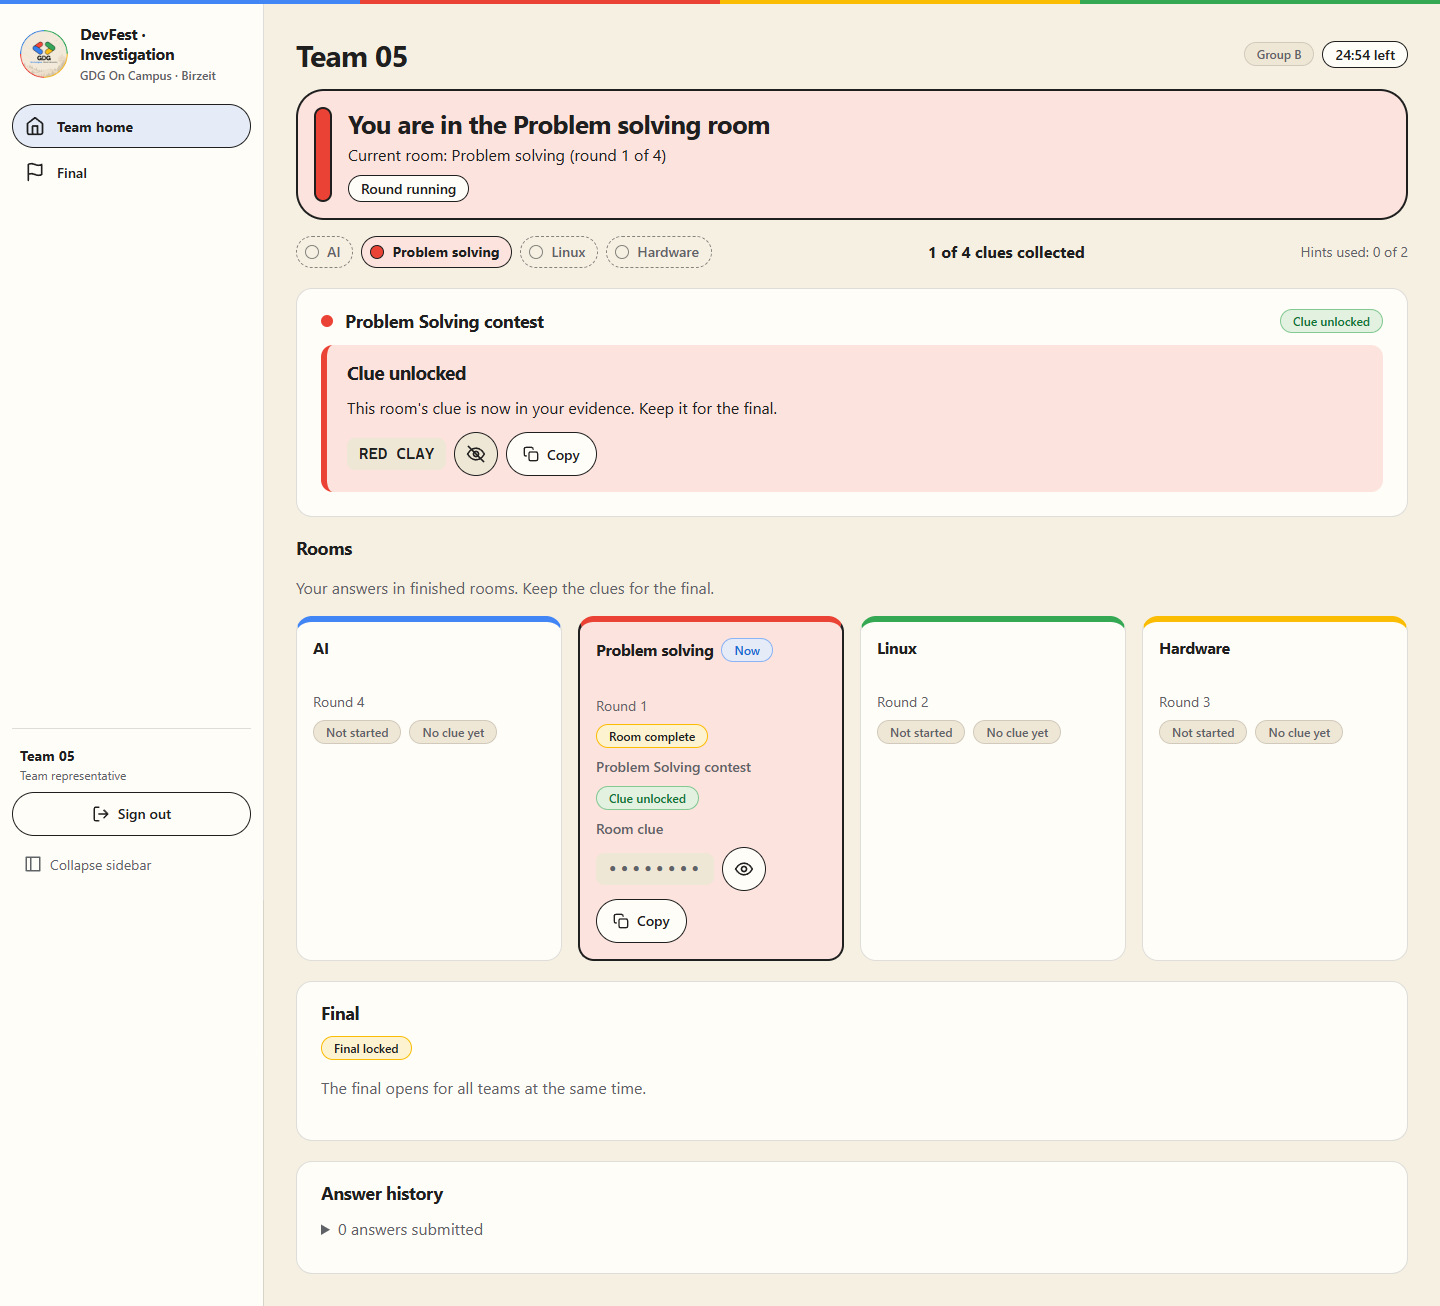 DevFest ·
Investigation
GDG On Campus · Birzeit
Team home
Final
Team 05
Team representative
Sign out
Collapse sidebar
Team 05
Group B
24:54 left
You are in the Problem solving room
Current room: Problem solving (round 1 of 4)
Round running
AI
Problem solving
Linux
Hardware
1 of 4 clues collected
Hints used: 0 of 2
Problem Solving contest
Clue unlocked
Clue unlocked
This room's clue is now in your evidence. Keep it for the final.
RED CLAY
Copy
Rooms
Your answers in finished rooms. Keep the clues for the final.
AI
Round 4
Not started
No clue yet
Problem solving
Now
Round 1
Room complete
Problem Solving contest
Clue unlocked
Room clue
••••••••
Copy
Linux
Round 2
Not started
No clue yet
Hardware
Round 3
Not started
No clue yet
Final
Final locked
The final opens for all teams at the same time.
Answer history
0 answers submitted